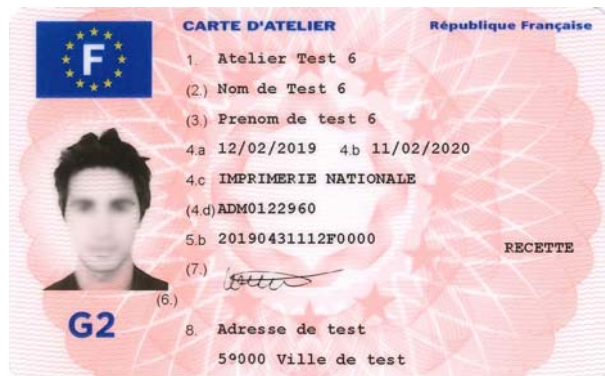 F
CARTE D'ATELIER République Française
1. Atelier Test 6
(2.) Nom de Test 6
(3.) Prenom de test 6
4.a 12/02/2019 4.b 11/02/2020
4.c IMPRIMERIE NATIONALE
(4.d) ADM0122960
5.b 20190431112F0000
RECETTE
(7.)
(6.)
G2
8. Adresse de test
59000 Ville de test